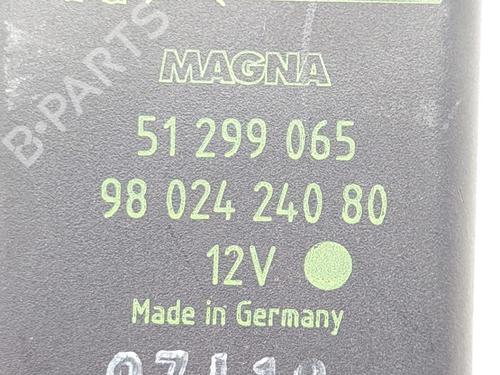 MAGNA
51 299 065
98 024 240 80
12V
Made in Germany
B-PARTS